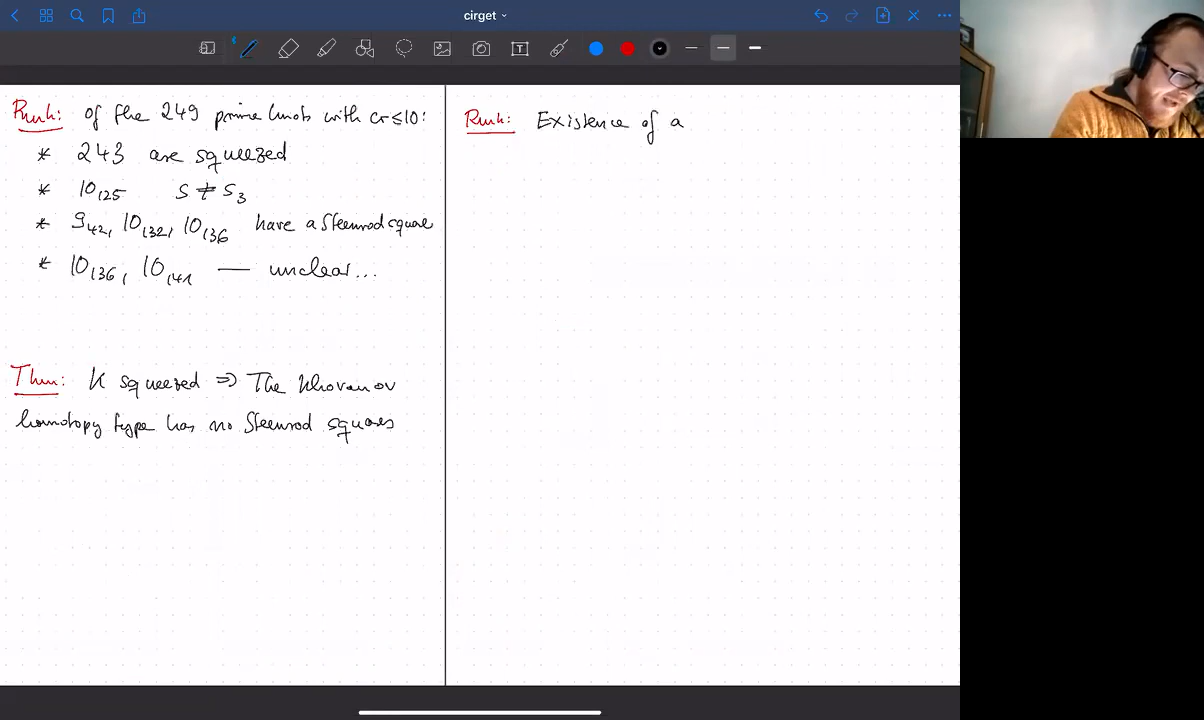 cirget
Rmk: of the 249 prime knots with cr ≤ 10:
* 243 are squeezed
* 10₁₂₅ s ≠ s₃
* 9₄₂, 10₁₃₂, 10₁₃₆ have a Steenrod square
* 10₁₃₆, 10₁₄₁ — unclear...
Thm: K squeezed ⇒ The Khovanov
homotopy type has no Steenrod squares
Rmk: Existence of a